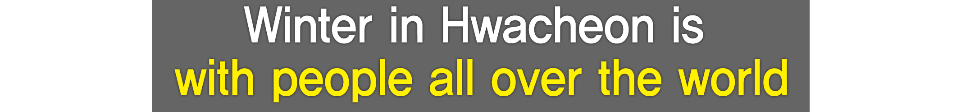 Winter in Hwacheon is
with people all over the world